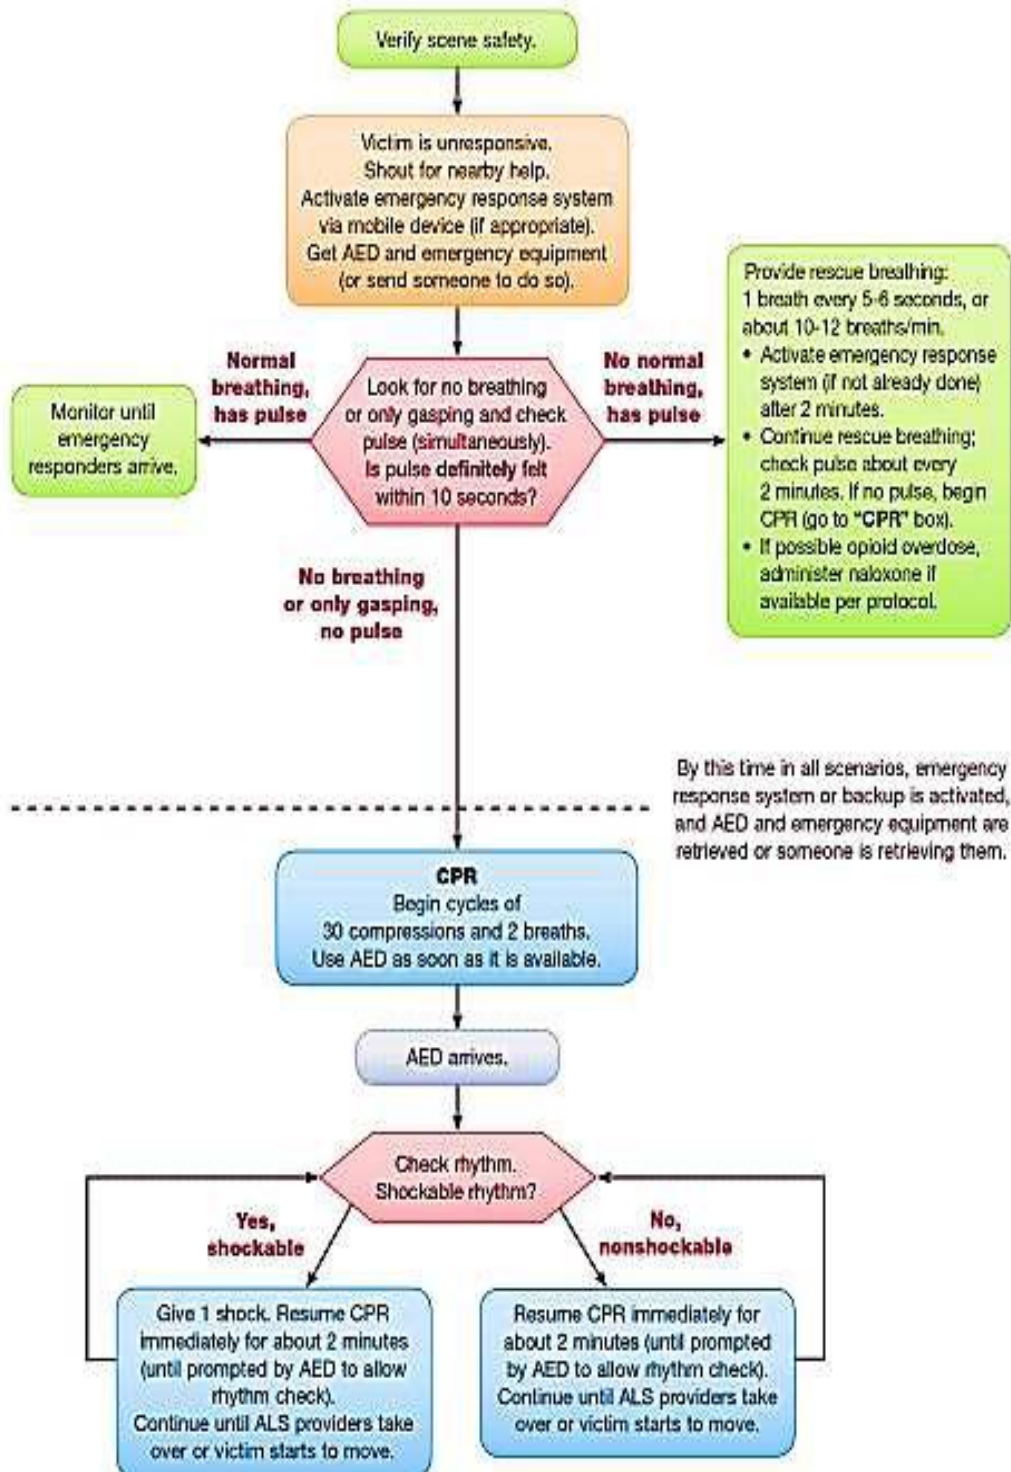 Verify scene safety.
Victim is unresponsive.
Shout for nearby help.
Activate emergency response system
via mobile device (if appropriate).
Get AED and emergency equipment
(or send someone to do so).
Normal
breathing,
has pulse
Monitor until
emergency
responders arrive.
Look for no breathing
or only gasping and check
pulse (simultaneously).
Is pulse definitely felt
within 10 seconds?
No normal
breathing,
has pulse
Provide rescue breathing:
1 breath every 5-6 seconds, or
about 10-12 breaths/min.
• Activate emergency response
system (if not already done)
after 2 minutes.
• Continue rescue breathing;
check pulse about every
2 minutes. If no pulse, begin
CPR (go to "CPR" box).
• If possible opioid overdose,
administer naloxone if
available per protocol.
No breathing
or only gasping,
no pulse
By this time in all scenarios, emergency
response system or backup is activated,
and AED and emergency equipment are
retrieved or someone is retrieving them.
CPR
Begin cycles of
30 compressions and 2 breaths.
Use AED as soon as it is available.
AED arrives.
Check rhythm.
Shockable rhythm?
Yes,
shockable
No,
nonshockable
Give 1 shock. Resume CPR
immediately for about 2 minutes
(until prompted by AED to allow
rhythm check).
Continue until ALS providers take
over or victim starts to move.
Resume CPR immediately for
about 2 minutes (until prompted
by AED to allow rhythm check).
Continue until ALS providers take
over or victim starts to move.